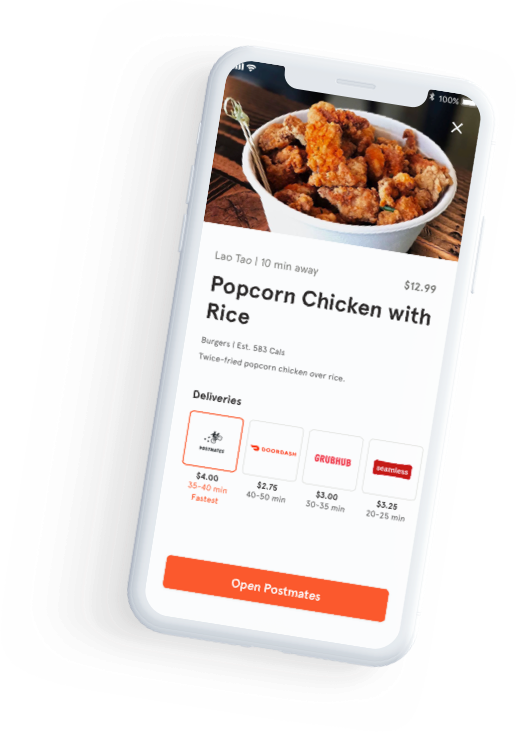 100%
Lao Tao | 10 min away
$12.99
Popcorn Chicken with
Rice
Burgers | Est. 583 Cals
Twice-fried popcorn chicken over rice.
Deliveries
POSTMATES
DOORDASH
GRUBHUB
seamless
$4.00
35-40 min
Fastest
$2.75
40-50 min
$3.00
30-35 min
$3.25
20-25 min
Open Postmates